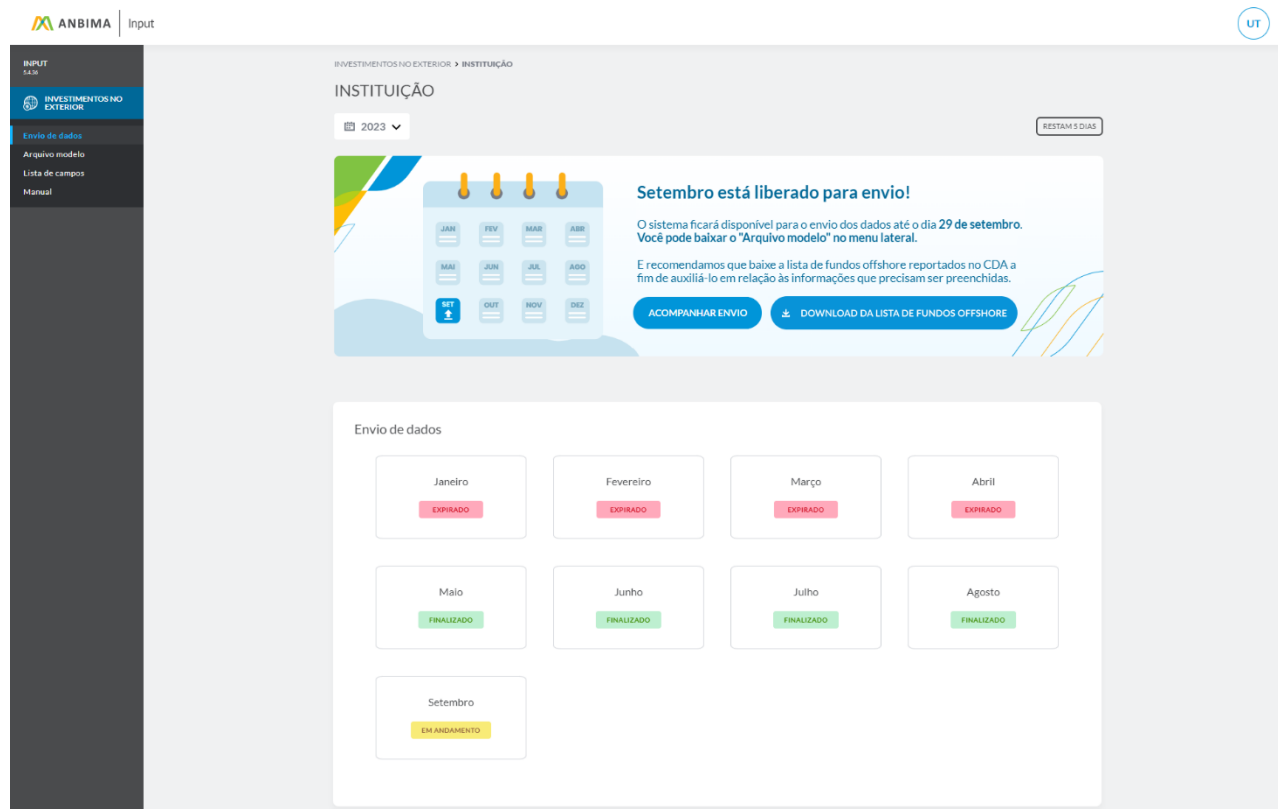 ANBIMA Input
UT
INPUT
5.4.36
INVESTIMENTOS NO
EXTERIOR
Envio de dados
Arquivo modelo
Lista de campos
Manual
INVESTIMENTOS NO EXTERIOR > INSTITUIÇÃO
INSTITUIÇÃO
2023
RESTAM 5 DIAS
JAN FEV MAR ABR
MAI JUN JUL AGO
SET OUT NOV DEZ
Setembro está liberado para envio!
O sistema ficará disponível para o envio dos dados até o dia 29 de setembro.
Você pode baixar o "Arquivo modelo" no menu lateral.
E recomendamos que baixe a lista de fundos offshore reportados no CDA a
fim de auxiliá-lo em relação às informações que precisam ser preenchidas.
ACOMPANHAR ENVIO DOWNLOAD DA LISTA DE FUNDOS OFFSHORE
Envio de dados
Janeiro Fevereiro Março Abril
EXPIRADO EXPIRADO EXPIRADO EXPIRADO
Maio Junho Julho Agosto
FINALIZADO FINALIZADO FINALIZADO FINALIZADO
Setembro
EM ANDAMENTO